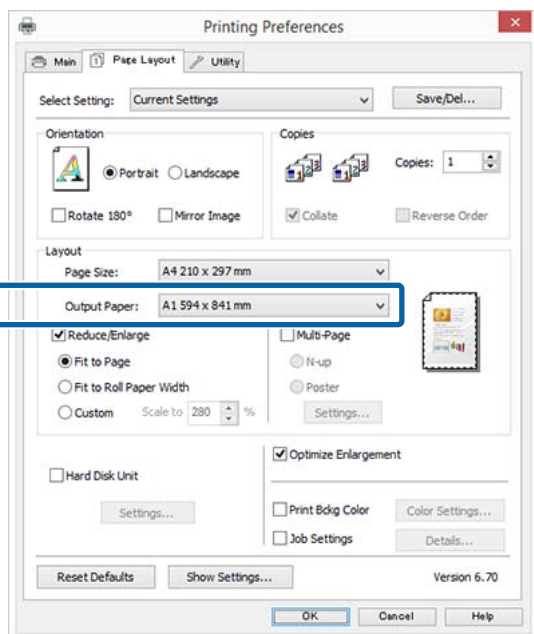 Printing Preferences
Main Page Layout Utility
Select Setting: Current Settings Save/Del...
Orientation
Portrait Landscape
Rotate 180° Mirror Image
Copies
Copies: 1
Collate Reverse Order
Layout
Page Size: A4 210 x 297 mm
Output Paper: A1 594 x 841 mm
Reduce/Enlarge
Fit to Page
Fit to Roll Paper Width
Custom Scale to 280 %
Multi-Page
N-up
Poster
Settings...
Optimize Enlargement
Hard Disk Unit
Settings...
Print Bckg Color Color Settings...
Job Settings Details...
Reset Defaults Show Settings... Version 6.70
OK Cancel Help